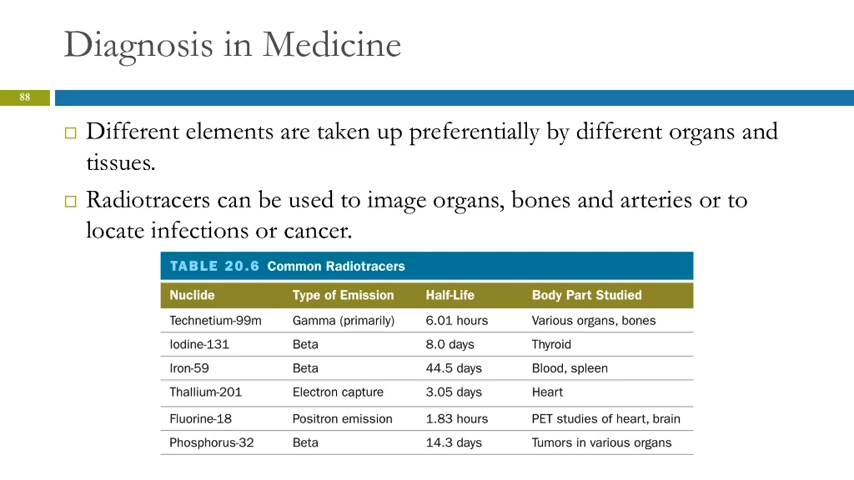 Diagnosis in Medicine
88
Different elements are taken up preferentially by different organs and
tissues.
Radiotracers can be used to image organs, bones and arteries or to
locate infections or cancer.
TABLE 20.6 Common Radiotracers
Nuclide Type of Emission Half-Life Body Part Studied
Technetium-99m Gamma (primarily) 6.01 hours Various organs, bones
Iodine-131 Beta 8.0 days Thyroid
Iron-59 Beta 44.5 days Blood, spleen
Thallium-201 Electron capture 3.05 days Heart
Fluorine-18 Positron emission 1.83 hours PET studies of heart, brain
Phosphorus-32 Beta 14.3 days Tumors in various organs